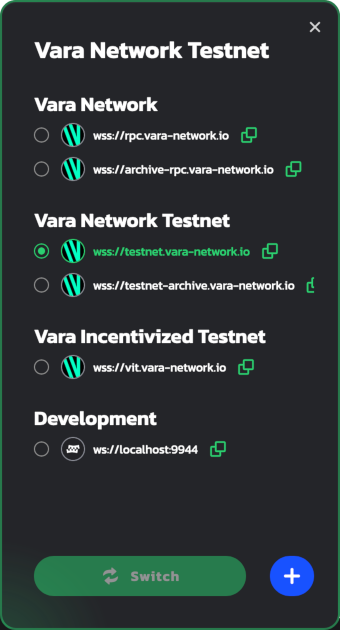 Vara Network Testnet
Vara Network
wss://rpc.vara-network.io
wss://archive-rpc.vara-network.io
Vara Network Testnet
wss://testnet.vara-network.io
wss://testnet-archive.vara-network.io
Vara Incentivized Testnet
wss://vit.vara-network.io
Development
ws://localhost:9944
Switch